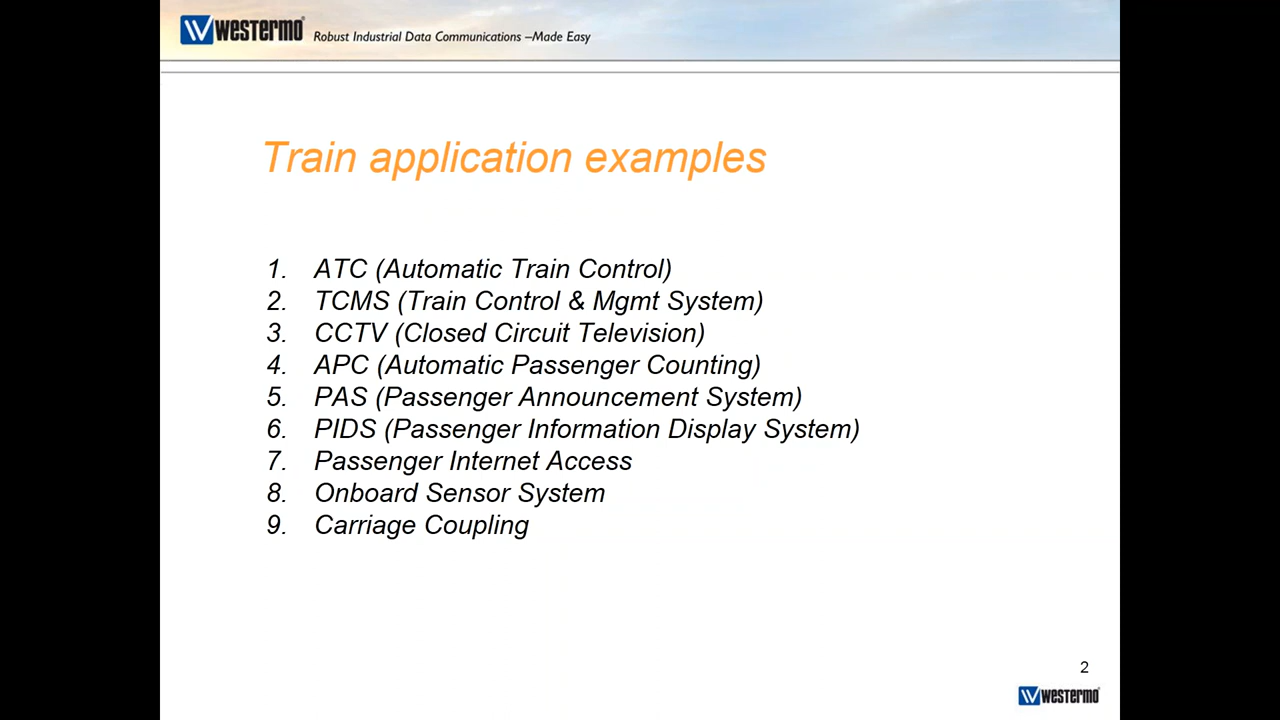 westermo Robust Industrial Data Communications –Made Easy
Train application examples
1. ATC (Automatic Train Control)
2. TCMS (Train Control & Mgmt System)
3. CCTV (Closed Circuit Television)
4. APC (Automatic Passenger Counting)
5. PAS (Passenger Announcement System)
6. PIDS (Passenger Information Display System)
7. Passenger Internet Access
8. Onboard Sensor System
9. Carriage Coupling
2
westermo